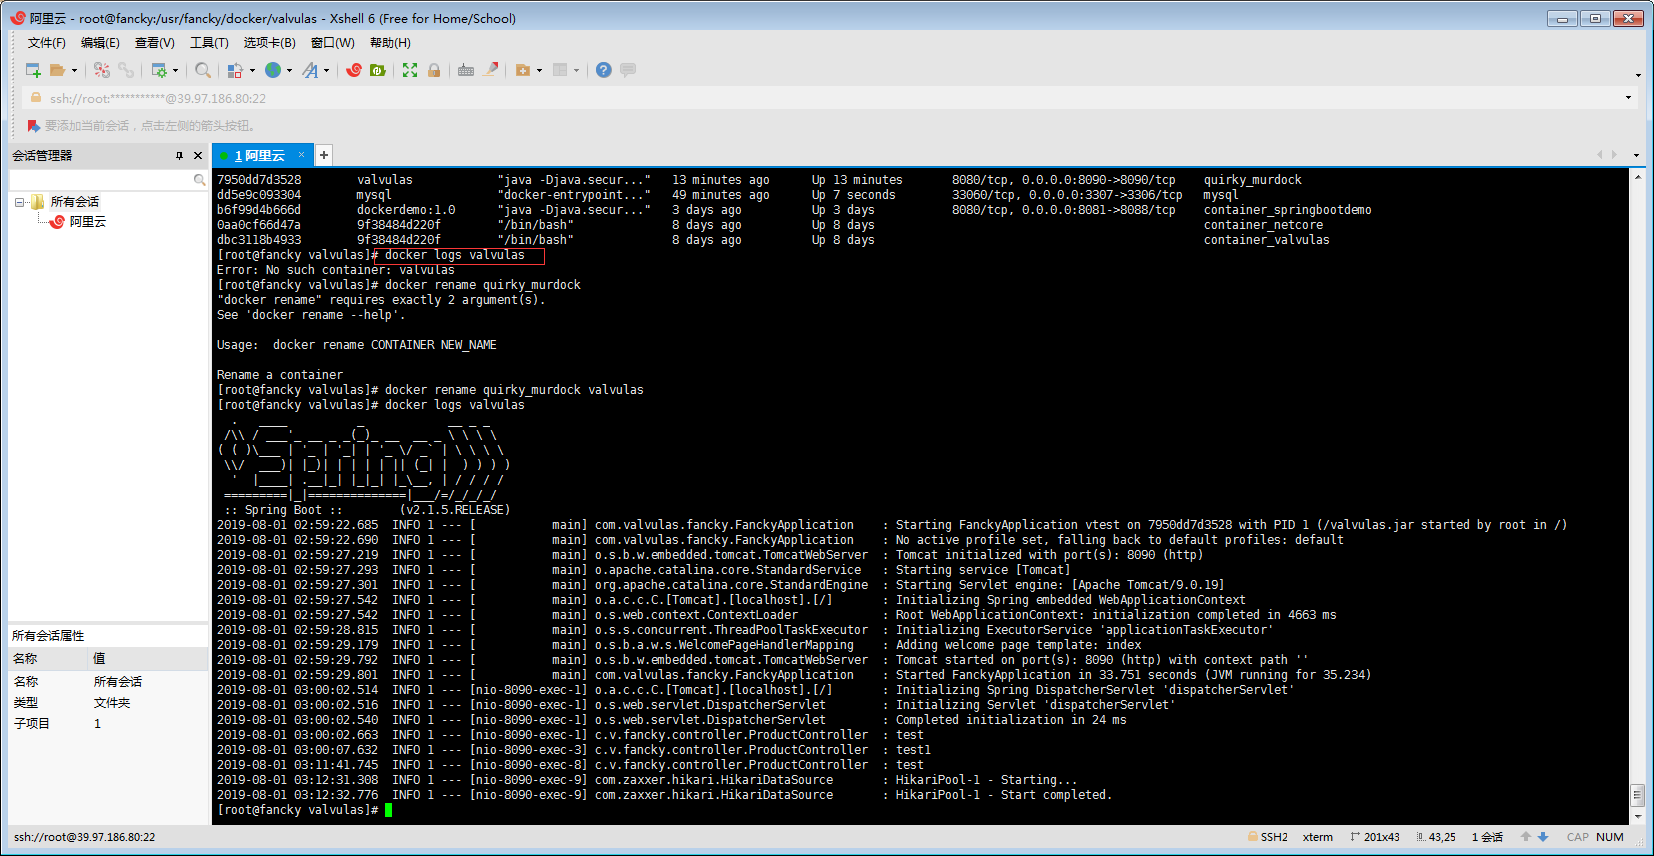 阿里云 - root@fancky:/usr/fancky/docker/valvulas - Xshell 6 (Free for Home/School)
文件(F) 编辑(E) 查看(V) 工具(T) 选项卡(B) 窗口(W) 帮助(H)
ssh://root:***********@39.97.186.80:22
要添加当前会话，点击左侧的箭头按钮。
会话管理器
1 阿里云
所有会话
阿里云
7950dd7d3528 valvulas "java -Djava.secur..." 13 minutes ago Up 13 minutes 8080/tcp, 0.0.0.0:8090->8090/tcp quirky_murdock
dd5e9c093304 mysql "docker-entrypoint..." 49 minutes ago Up 7 seconds 33060/tcp, 0.0.0.0:3307->3306/tcp mysql
b6f99d4b666d dockerdemo:1.0 "java -Djava.secur..." 3 days ago Up 3 days 8080/tcp, 0.0.0.0:8081->8088/tcp container_springbootdemo
0aa0cf66d47a 9f38484d220f "/bin/bash" 8 days ago Up 8 days container_netcore
dbc3118b4933 9f38484d220f "/bin/bash" 8 days ago Up 8 days container_valvulas
[root@fancky valvulas]# docker logs valvulas
Error: No such container: valvulas
[root@fancky valvulas]# docker rename quirky_murdock
"docker rename" requires exactly 2 argument(s).
See 'docker rename --help'.
Usage:  docker rename CONTAINER NEW_NAME
Rename a container
[root@fancky valvulas]# docker rename quirky_murdock valvulas
[root@fancky valvulas]# docker logs valvulas
  .   ____          _            __ _ _
 /\\ / ___'_ __ _ _(_)_ __  __ _ \ \ \ \
( ( )\___ | '_ | '_| | '_ \/ _` | \ \ \ \
 \\/  ___)| |_)| | | | | || (_| |  ) ) ) )
  '  |____| .__|_| |_|_| |_\__, | / / / /
 =========|_|==============|___/=/_/_/_/
 :: Spring Boot ::        (v2.1.5.RELEASE)
2019-08-01 02:59:22.685  INFO 1 --- [           main] com.valvulas.fancky.FanckyApplication    : Starting FanckyApplication vtest on 7950dd7d3528 with PID 1 (/valvulas.jar started by root in /)
2019-08-01 02:59:22.690  INFO 1 --- [           main] com.valvulas.fancky.FanckyApplication    : No active profile set, falling back to default profiles: default
2019-08-01 02:59:27.219  INFO 1 --- [           main] o.s.b.w.embedded.tomcat.TomcatWebServer  : Tomcat initialized with port(s): 8090 (http)
2019-08-01 02:59:27.293  INFO 1 --- [           main] o.apache.catalina.core.StandardService   : Starting service [Tomcat]
2019-08-01 02:59:27.301  INFO 1 --- [           main] org.apache.catalina.core.StandardEngine  : Starting Servlet engine: [Apache Tomcat/9.0.19]
2019-08-01 02:59:27.542  INFO 1 --- [           main] o.a.c.c.C.[Tomcat].[localhost].[/]       : Initializing Spring embedded WebApplicationContext
2019-08-01 02:59:27.542  INFO 1 --- [           main] o.s.web.context.ContextLoader            : Root WebApplicationContext: initialization completed in 4663 ms
2019-08-01 02:59:28.815  INFO 1 --- [           main] o.s.s.concurrent.ThreadPoolTaskExecutor  : Initializing ExecutorService 'applicationTaskExecutor'
2019-08-01 02:59:29.179  INFO 1 --- [           main] o.s.b.a.w.s.WelcomePageHandlerMapping    : Adding welcome page template: index
2019-08-01 02:59:29.792  INFO 1 --- [           main] o.s.b.w.embedded.tomcat.TomcatWebServer  : Tomcat started on port(s): 8090 (http) with context path ''
2019-08-01 02:59:29.801  INFO 1 --- [           main] com.valvulas.fancky.FanckyApplication    : Started FanckyApplication in 33.751 seconds (JVM running for 35.234)
2019-08-01 03:00:02.514  INFO 1 --- [nio-8090-exec-1] o.a.c.c.C.[Tomcat].[localhost].[/]       : Initializing Spring DispatcherServlet 'dispatcherServlet'
2019-08-01 03:00:02.516  INFO 1 --- [nio-8090-exec-1] o.s.web.servlet.DispatcherServlet        : Initializing Servlet 'dispatcherServlet'
2019-08-01 03:00:02.540  INFO 1 --- [nio-8090-exec-1] o.s.web.servlet.DispatcherServlet        : Completed initialization in 24 ms
2019-08-01 03:00:02.663  INFO 1 --- [nio-8090-exec-1] c.v.fancky.controller.ProductController  : test
2019-08-01 03:00:07.632  INFO 1 --- [nio-8090-exec-3] c.v.fancky.controller.ProductController  : test1
2019-08-01 03:11:41.745  INFO 1 --- [nio-8090-exec-8] c.v.fancky.controller.ProductController  : test
2019-08-01 03:12:31.308  INFO 1 --- [nio-8090-exec-9] com.zaxxer.hikari.HikariDataSource       : HikariPool-1 - Starting...
2019-08-01 03:12:32.776  INFO 1 --- [nio-8090-exec-9] com.zaxxer.hikari.HikariDataSource       : HikariPool-1 - Start completed.
[root@fancky valvulas]#
所有会话属性
名称 值
名称 所有会话
类型 文件夹
子项目 1
ssh://root@39.97.186.80:22 SSH2 xterm 201x43 43,25 1 会话 CAP NUM